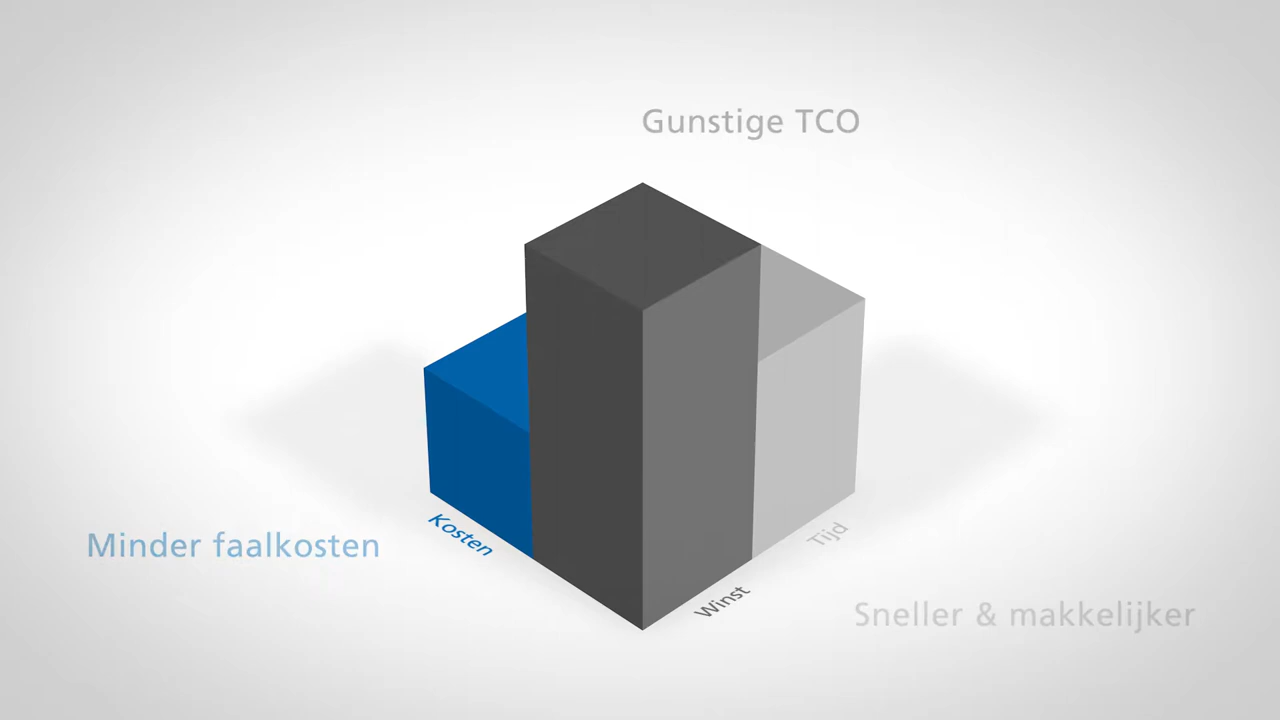 Gunstige TCO
Kosten
Minder faalkosten
Tijd
Winst
Sneller & makkelijker